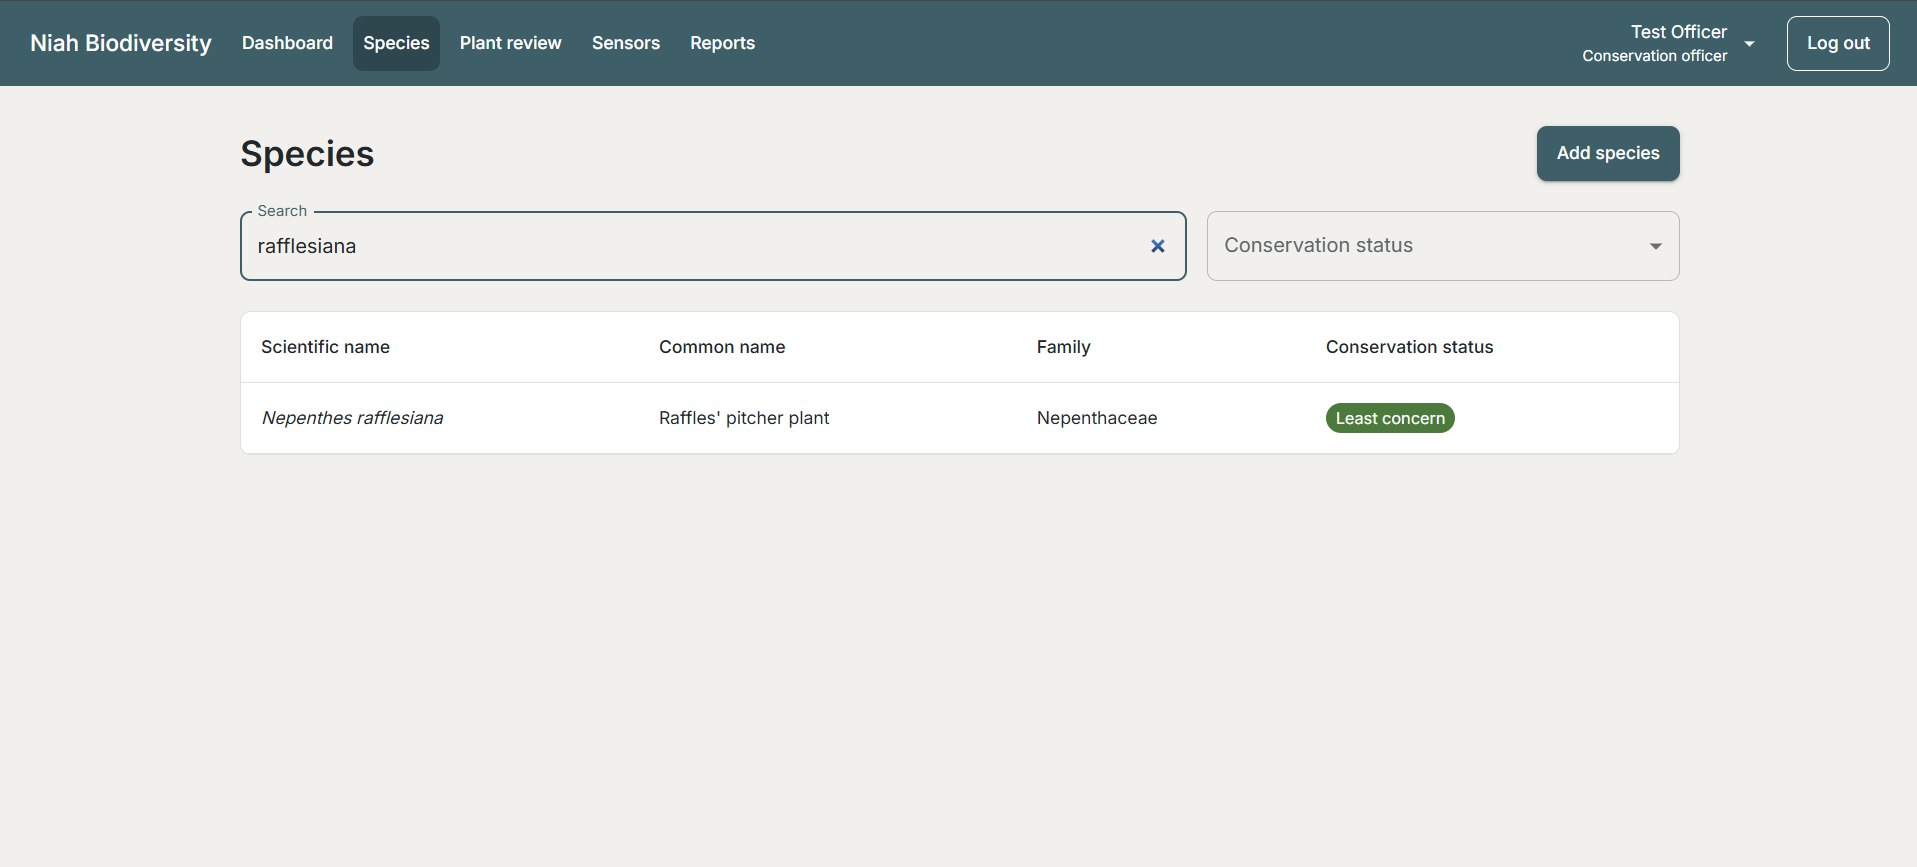 Niah Biodiversity Dashboard Species Plant review Sensors Reports Test Officer Log out
Conservation officer
Species Add species
Search
rafflesiana Conservation status
Scientific name Common name Family Conservation status
Nepenthes rafflesiana Raffles' pitcher plant Nepenthaceae Least concern